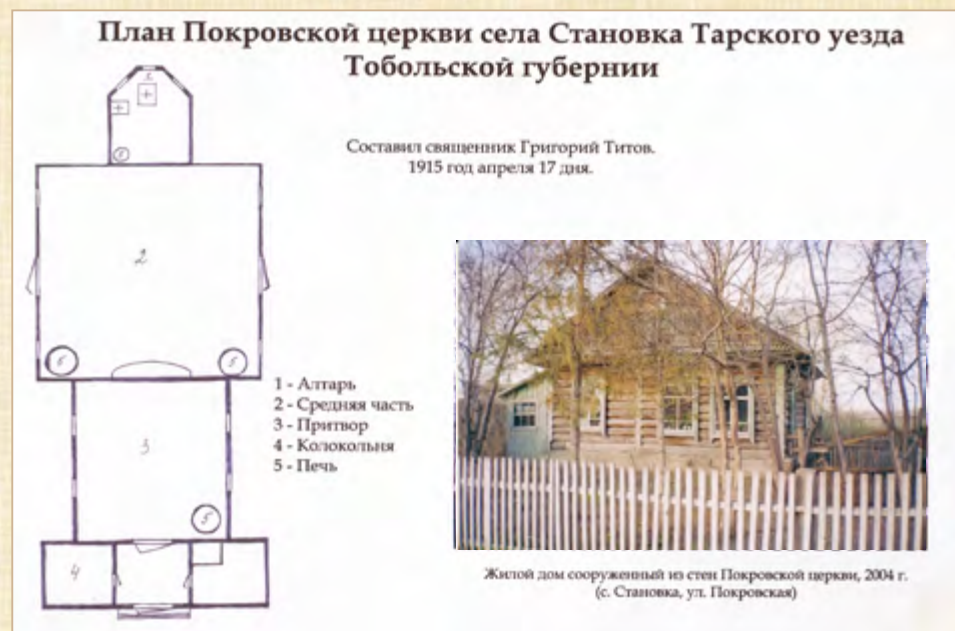 План Покровской церкви села Становка Тарского уезда
Тобольской губернии
Составил священник Григорий Титов.
1915 год апреля 17 дня.
1
5
2
5
3
5
4
1 - Алтарь
2 - Средняя часть
3 - Притвор
4 - Колокольня
5 - Печь
Жилой дом сооруженный из стен Покровской церкви, 2004 г.
(с. Становка, ул. Покровская)